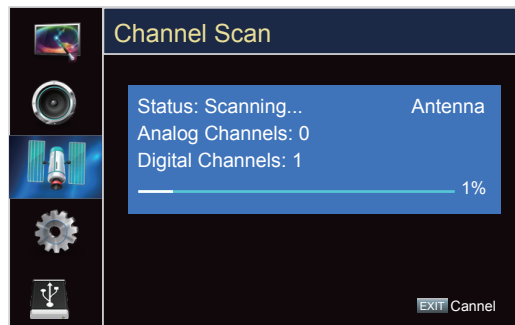 Channel Scan
Status: Scanning... Antenna
Analog Channels: 0
Digital Channels: 1
1%
EXIT Cannel